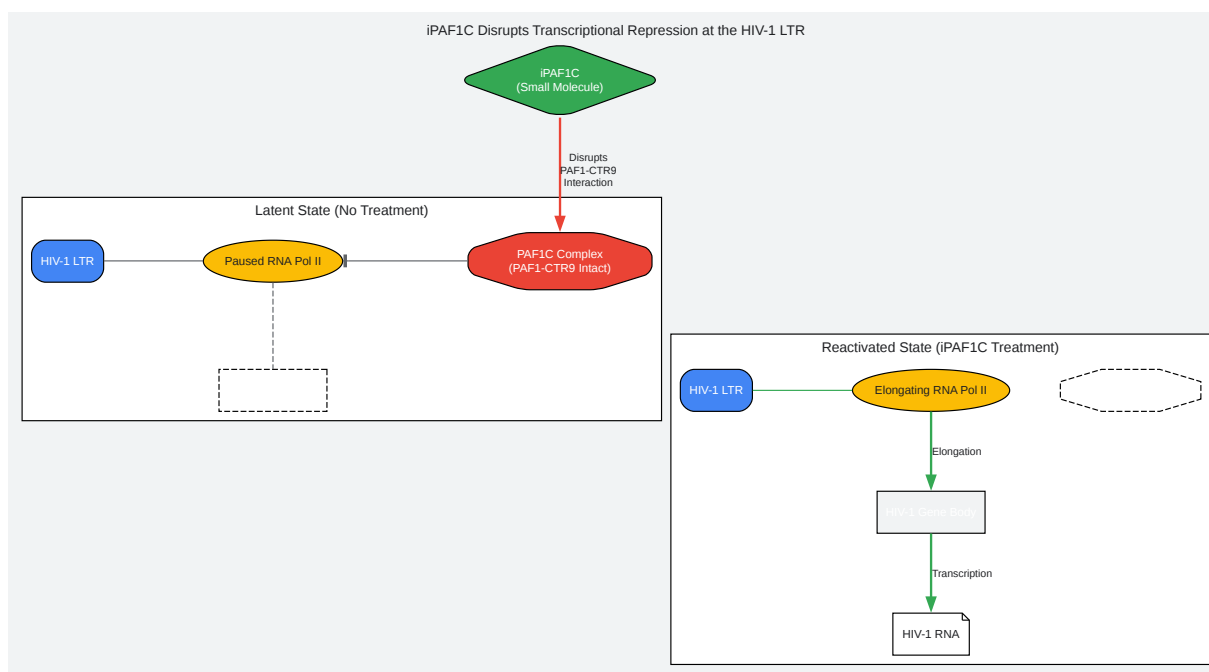 iPAF1C Disrupts Transcriptional Repression at the HIV-1 LTR
iPAF1C
(Small Molecule)
Disrupts
PAF1-CTR9
Interaction
Latent State (No Treatment)
HIV-1 LTR
Paused RNA Pol II
PAF1C Complex
(PAF1-CTR9 Intact)
Reactivated State (iPAF1C Treatment)
HIV-1 LTR
Elongating RNA Pol II
Elongation
HIV-1 Gene Body
Transcription
HIV-1 RNA